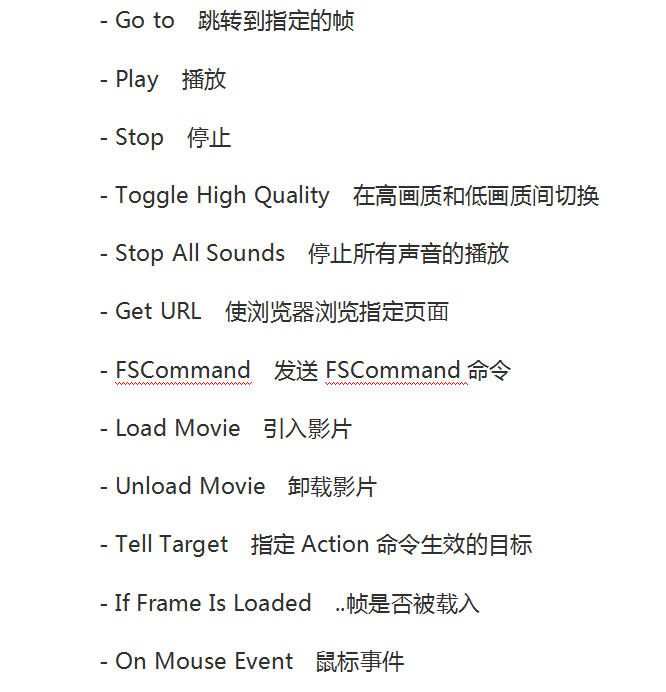 - Go to 跳转到指定的帧
- Play 播放
- Stop 停止
- Toggle High Quality 在高画质和低画质间切换
- Stop All Sounds 停止所有声音的播放
- Get URL 使浏览器浏览指定页面
- FSCommand 发送 FSCommand 命令
- Load Movie 引入影片
- Unload Movie 卸载影片
- Tell Target 指定 Action 命令生效的目标
- If Frame Is Loaded ..帧是否被载入
- On Mouse Event 鼠标事件